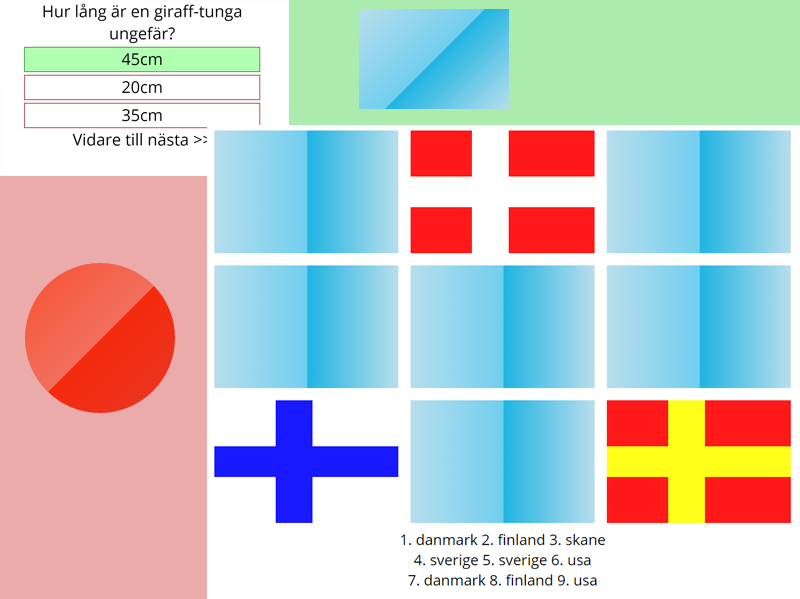 Hur lång är en giraff-tunga
ungefär?
45cm
20cm
35cm
Vidare till nästa >>
1. danmark 2. finland 3. skane
4. sverige 5. sverige 6. usa
7. danmark 8. finland 9. usa